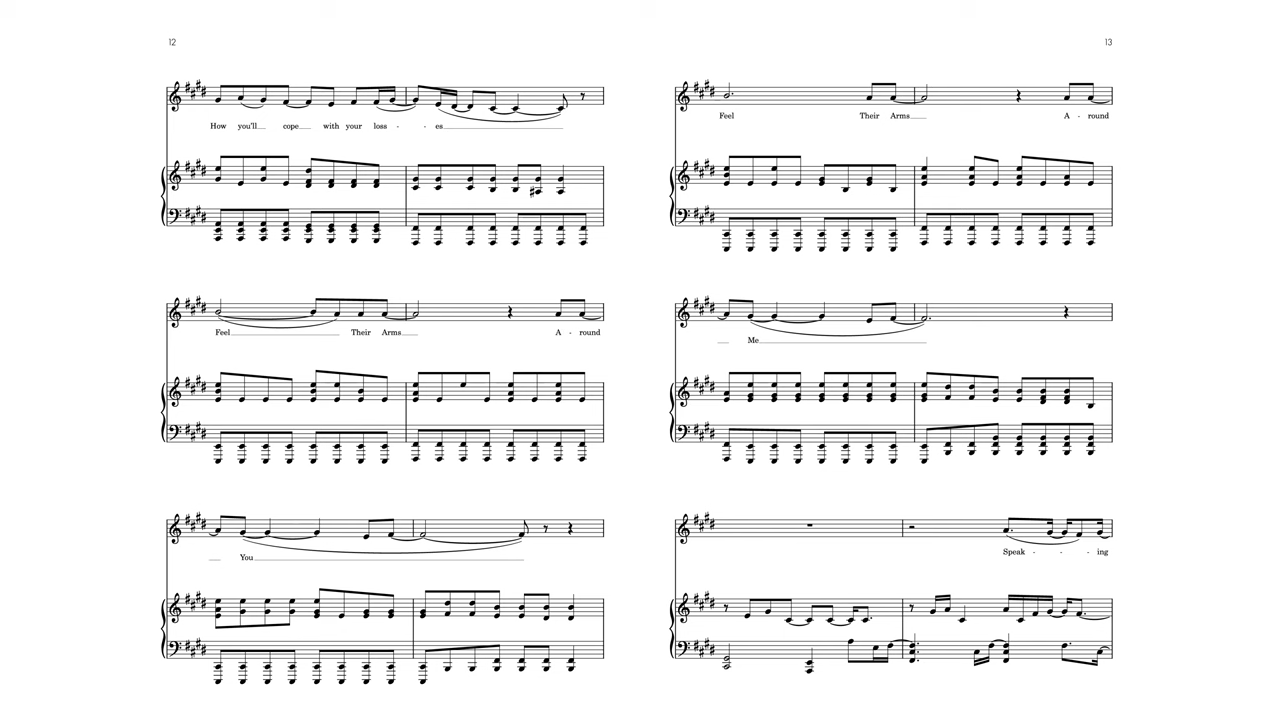 12
How you'll cope with your loss - - es
Feel Their Arms A - round
You
13
Feel Their Arms A - round
Me
Speak - - - ing